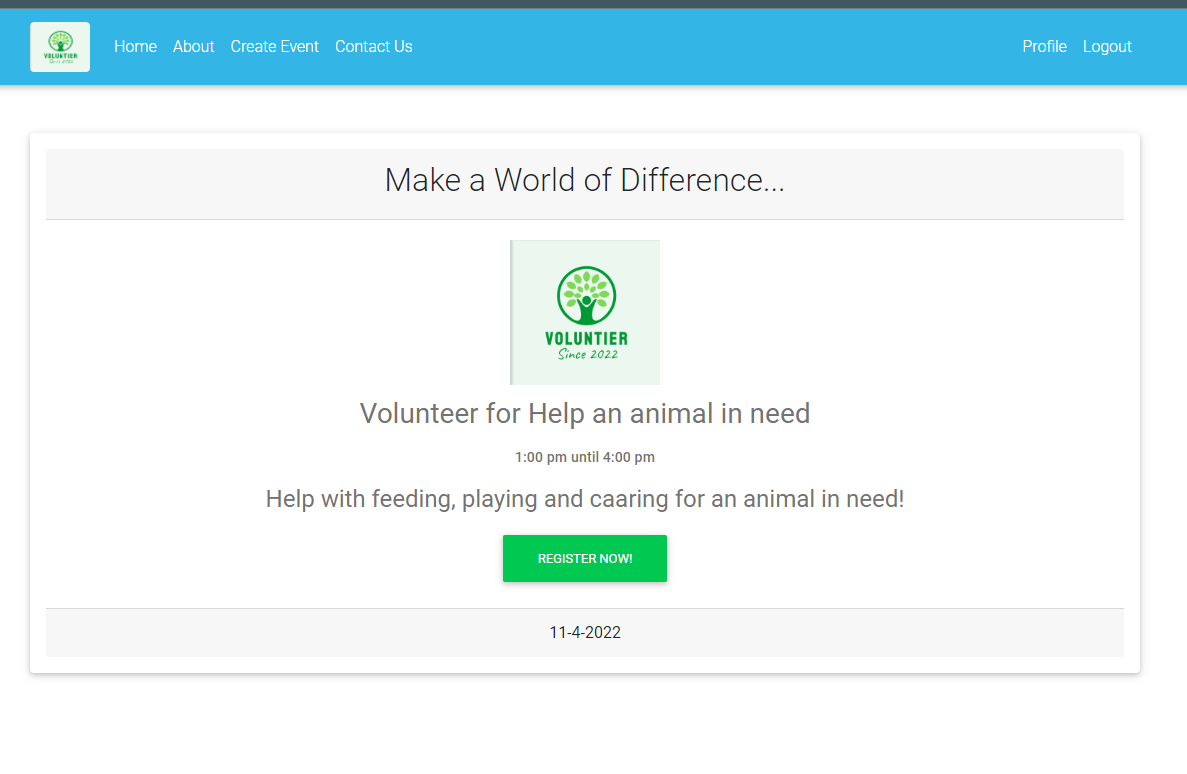 VOLUNTIER
Since 2022
Home About Create Event Contact Us Profile Logout
Make a World of Difference...
VOLUNTIER
Since 2022
Volunteer for Help an animal in need
1:00 pm until 4:00 pm
Help with feeding, playing and caaring for an animal in need!
REGISTER NOW!
11-4-2022